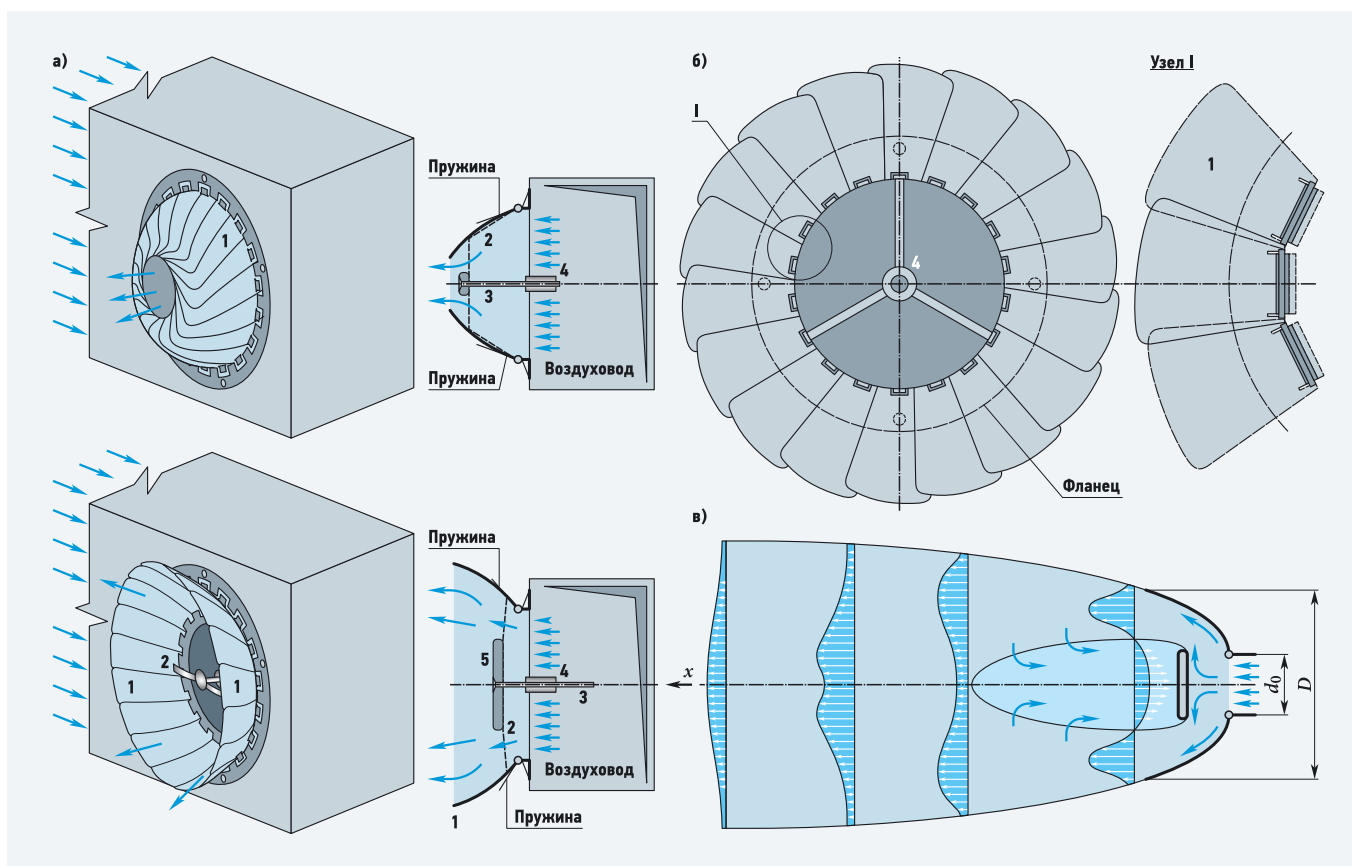 а)
1
Пружина
2
3
4
Пружина
Воздуховод
б)
I
4
Фланец
Узел I
1
2
1
1
Пружина
5
4
3
2
Воздуховод
1
Пружина
в)
x
d₀
D